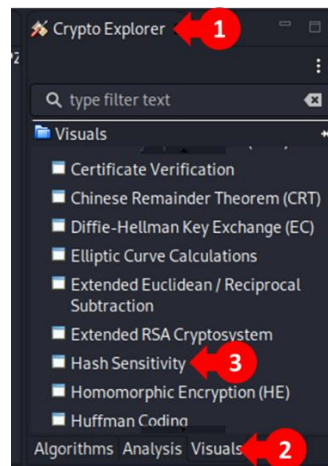 Crypto Explorer
1
type filter text
Visuals
Certificate Verification
Chinese Remainder Theorem (CRT)
Diffie-Hellman Key Exchange (EC)
Elliptic Curve Calculations
Extended Euclidean / Reciprocal
Subtraction
Extended RSA Cryptosystem
Hash Sensitivity
3
Homomorphic Encryption (HE)
Huffman Coding
Algorithms Analysis Visuals
2